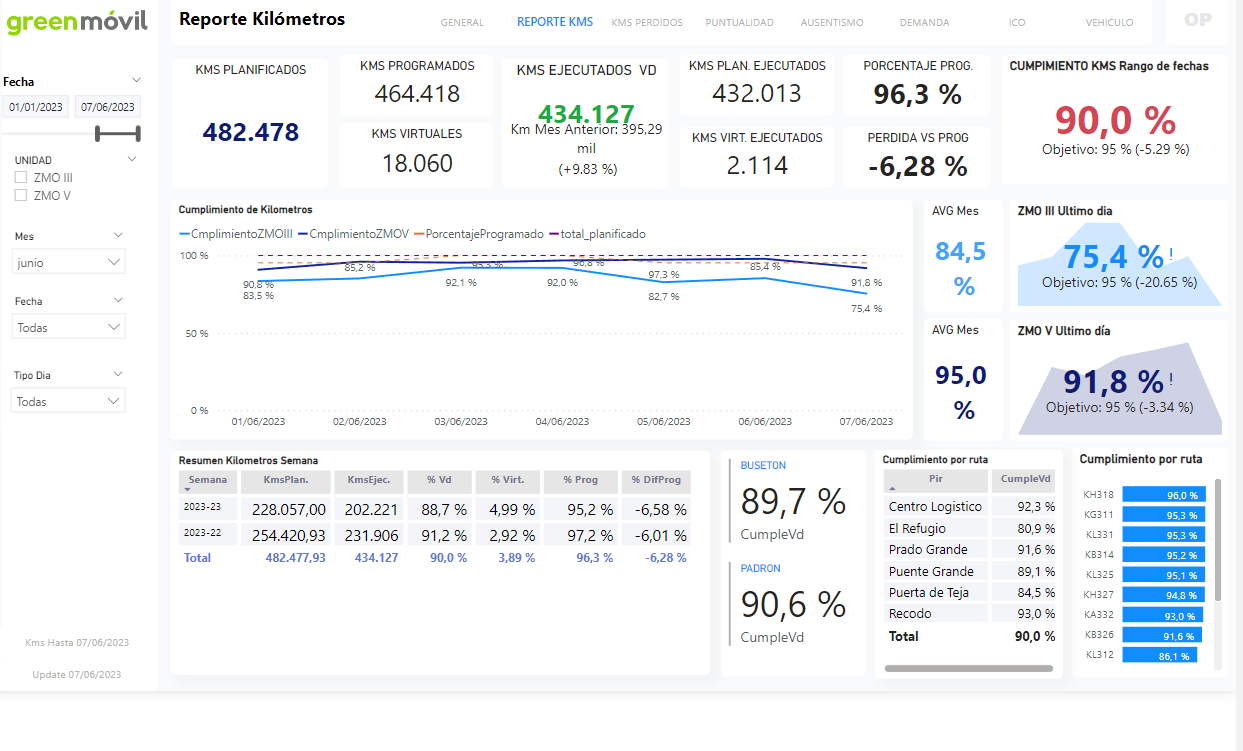 greenmóvil
Reporte Kilómetros
GENERAL
REPORTE KMS
KMS PERDIDOS
PUNTUALIDAD
AUSENTISMO
DEMANDA
ICO
VEHICULO
OP
Fecha
01/01/2023
07/06/2023
UNIDAD
ZMO III
ZMO V
Mes
junio
Fecha
Todas
Tipo Dia
Todas
Kms Hasta 07/06/2023
Update 07/06/2023
KMS PLANIFICADOS
482.478
KMS PROGRAMADOS
464.418
KMS VIRTUALES
18.060
KMS EJECUTADOS VD
434.127
Km Mes Anterior: 395,29
mil
(+9.83 %)
KMS PLAN. EJECUTADOS
432.013
KMS VIRT. EJECUTADOS
2.114
PORCENTAJE PROG.
96,3 %
PERDIDA VS PROG
-6,28 %
CUMPIMIENTO KMS Rango de fechas
90,0 %
Objetivo: 95 % (-5.29 %)
Cumplimiento de Kilometros
CmplimientoZMOIII CmplimientoZMOV PorcentajeProgramado total_planificado
100 %
50 %
0 %
90,8 %
83,5 %
85,2 %
95,3 %
92,1 %
96,8 %
92,0 %
97,3 %
82,7 %
85,4 %
91,8 %
75,4 %
01/06/2023 02/06/2023 03/06/2023 04/06/2023 05/06/2023 06/06/2023 07/06/2023
AVG Mes
84,5
%
ZMO III Ultimo dia
75,4 % !
Objetivo: 95 % (-20.65 %)
AVG Mes
95,0
%
ZMO V Ultimo día
91,8 % !
Objetivo: 95 % (-3.34 %)
Resumen Kilometros Semana
Semana KmsPlan. KmsEjec. % Vd % Virt. % Prog % DifProg
2023-23 228.057,00 202.221 88,7 % 4,99 % 95,2 % -6,58 %
2023-22 254.420,93 231.906 91,2 % 2,92 % 97,2 % -6,01 %
Total 482.477,93 434.127 90,0 % 3,89 % 96,3 % -6,28 %
BUSETON
89,7 %
CumpleVd
PADRON
90,6 %
CumpleVd
Cumplimiento por ruta
Pir CumpleVd
Centro Logistico 92,3 %
El Refugio 80,9 %
Prado Grande 91,6 %
Puente Grande 89,1 %
Puerta de Teja 84,5 %
Recodo 93,0 %
Total 90,0 %
Cumplimiento por ruta
KH318 96,0 %
KG311 95,3 %
KL331 95,3 %
KB314 95,2 %
KL325 95,1 %
KH327 94,8 %
KA332 93,0 %
KB326 91,6 %
KL312 86,1 %